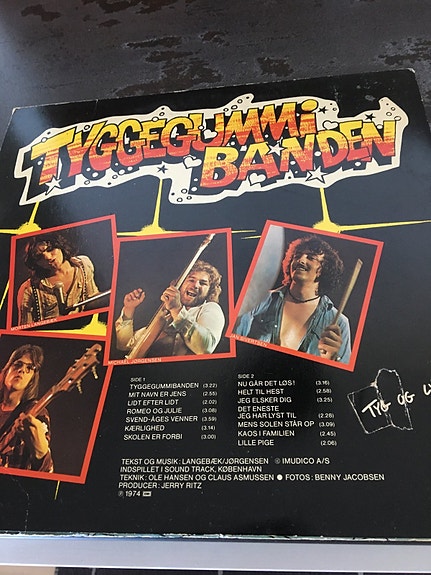 TYGGEGUMMI
BANDEN
MORTEN LANGEBÆK
MICHAEL JØRGENSEN
JAN SIVERTSEN
SIDE 1
TYGGEGUMMIBANDEN (3.22)
MIT NAVN ER JENS (2.55)
LIDT EFTER LIDT (2.02)
ROMEO OG JULIE (3.08)
SVEND-ÅGES VENNER (3.59)
KÆRLIGHED (3.14)
SKOLEN ER FORBI (3.00)
SIDE 2
NU GÅR DET LØS! (3.16)
HELT TIL HEST (2.58)
JEG ELSKER DIG (3.25)
DET ENESTE
JEG HAR LYST TIL (2.28)
MENS SOLEN STÅR OP (3.09)
KAOS I FAMILIEN (2.45)
LILLE PIGE (2.06)
TYG OG
TEKST OG MUSIK: LANGEBÆK/JØRGENSEN © IMUDICO A/S
INDSPILLET I SOUND TRACK, KØBENHAVN
TEKNIK: OLE HANSEN OG CLAUS ASMUSSEN ● FOTOS: BENNY JACOBSEN
PRODUCER: JERRY RITZ
℗ 1974 EMI